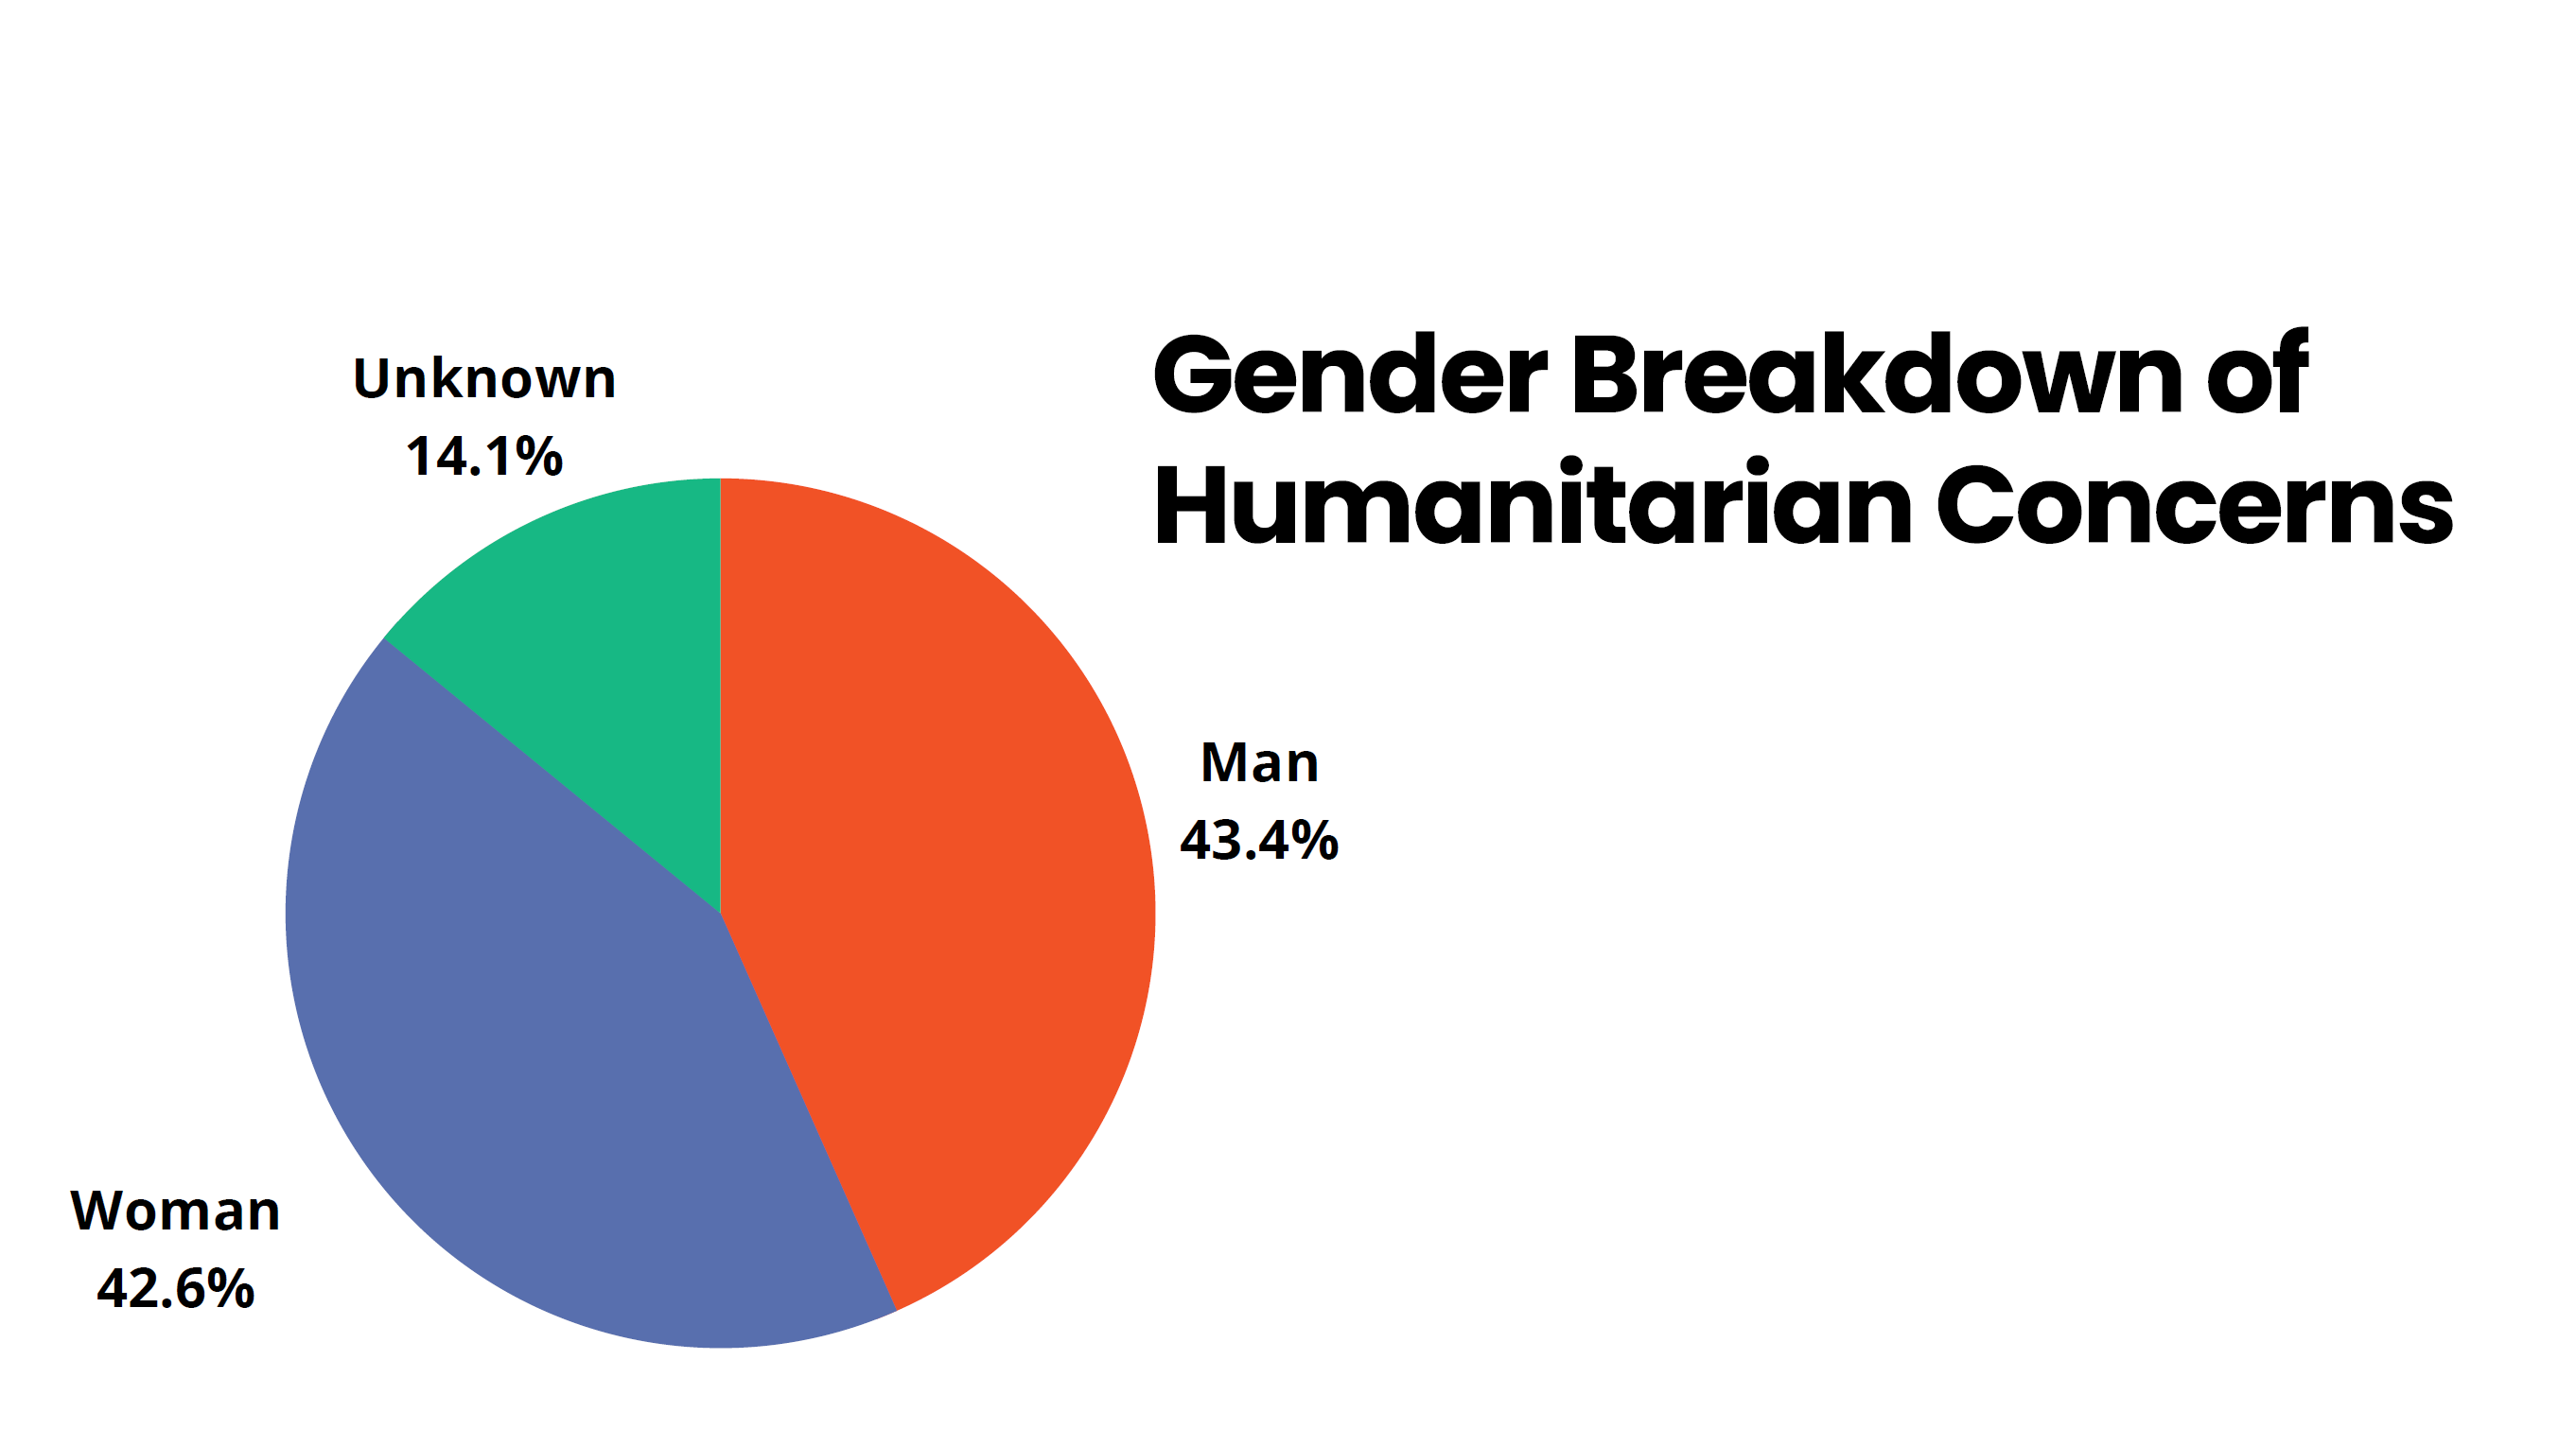 Gender Breakdown of
Humanitarian Concerns
Unknown
14.1%
Man
43.4%
Woman
42.6%